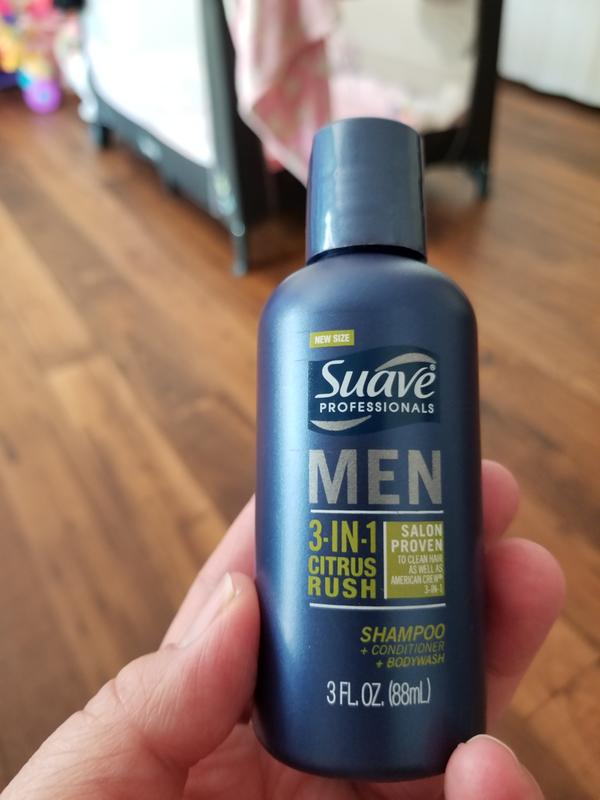 NEW SIZE
Suave®
PROFESSIONALS
MEN
3-IN-1
CITRUS
RUSH
SALON
PROVEN
TO CLEAN HAIR
AS WELL AS
AMERICAN CREW®
3-IN-1
SHAMPOO
+ CONDITIONER
+ BODYWASH
3 FL. OZ. (88mL)